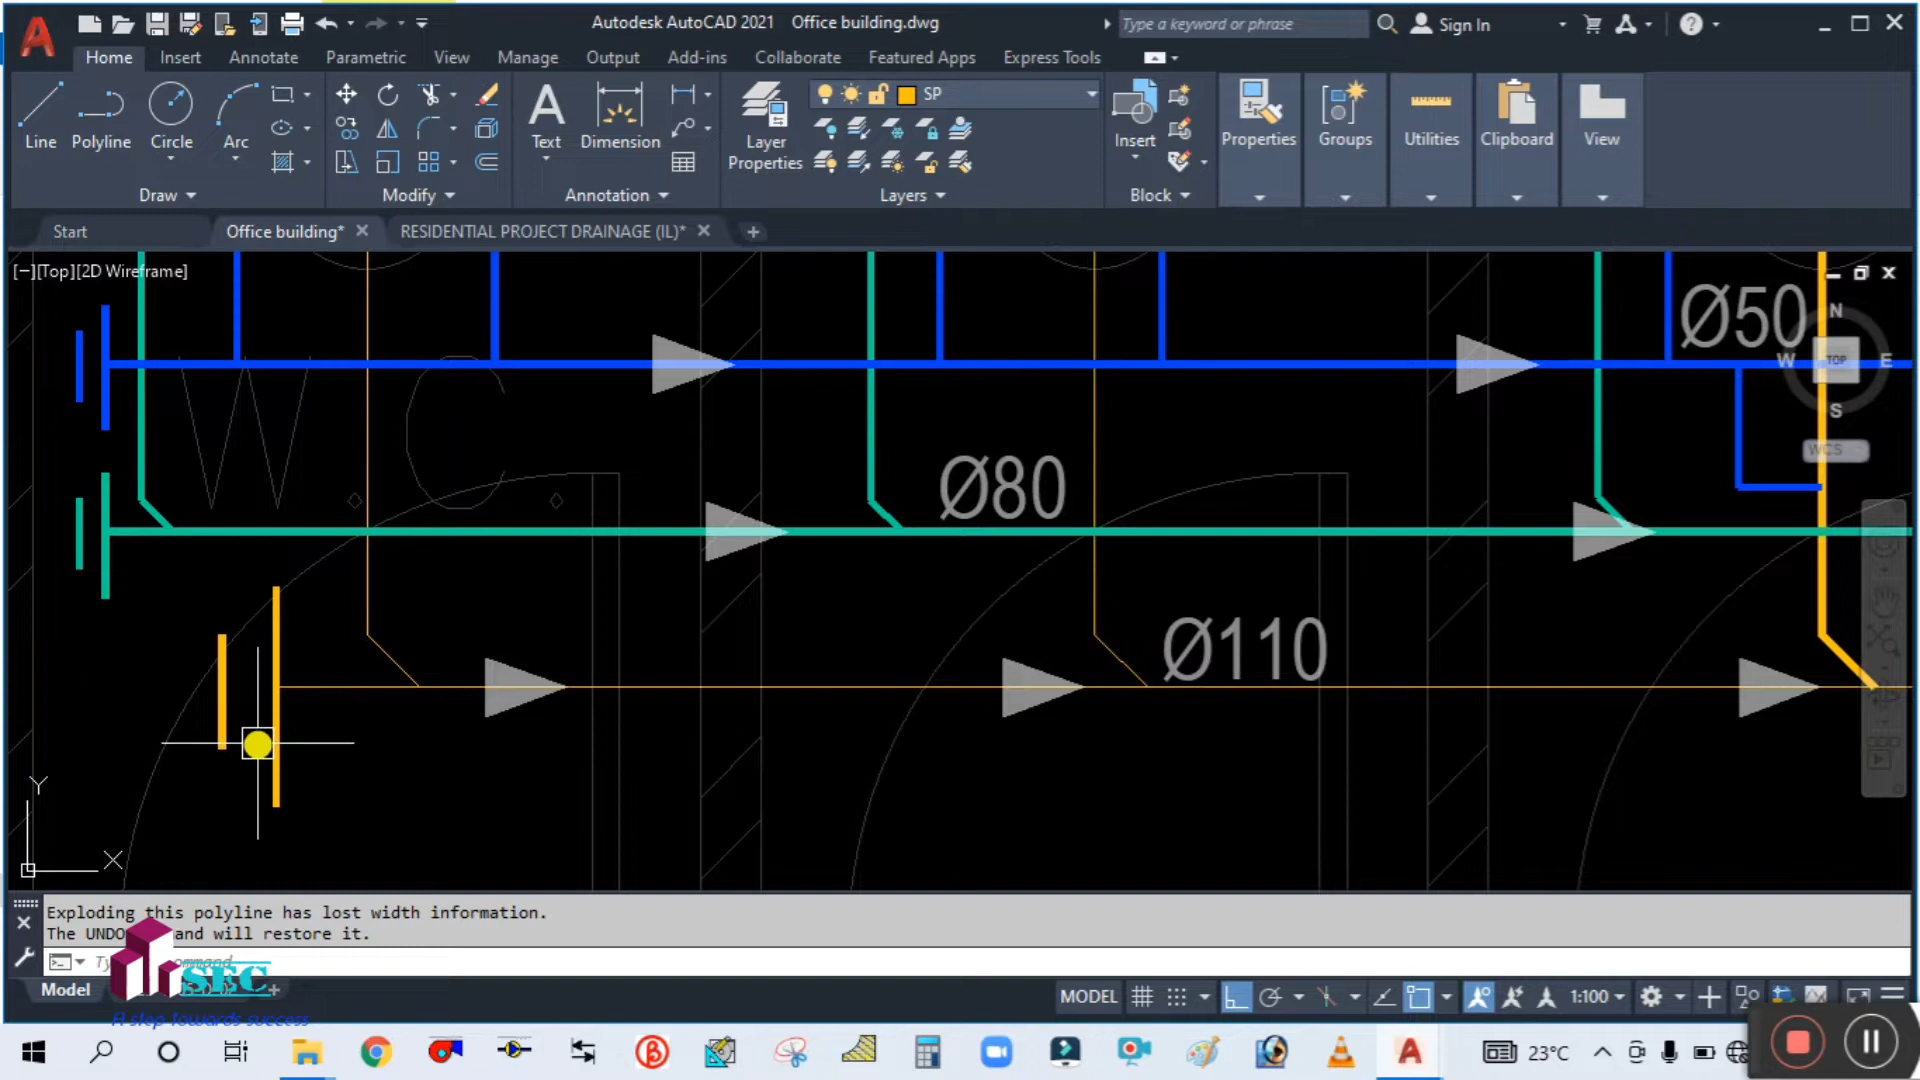 Autodesk AutoCAD 2021 Office building.dwg
Type a keyword or phrase
Sign In
Home Insert Annotate Parametric View Manage Output Add-ins Collaborate Featured Apps Express Tools
SP
Line Polyline Circle Arc
Text Dimension
Layer Properties
Insert
Properties Groups Utilities Clipboard View
Draw Modify Annotation Layers Block
Start Office building* RESIDENTIAL PROJECT DRAINAGE (IL)*
[−][Top][2D Wireframe]
Ø50
N
W TOP E
S
WCS
W C
Ø80
Ø110
Y
X
Exploding this polyline has lost width information.
The UNDO and will restore it.
SEC
Model
MODEL 1:100
A step towards success
23°C